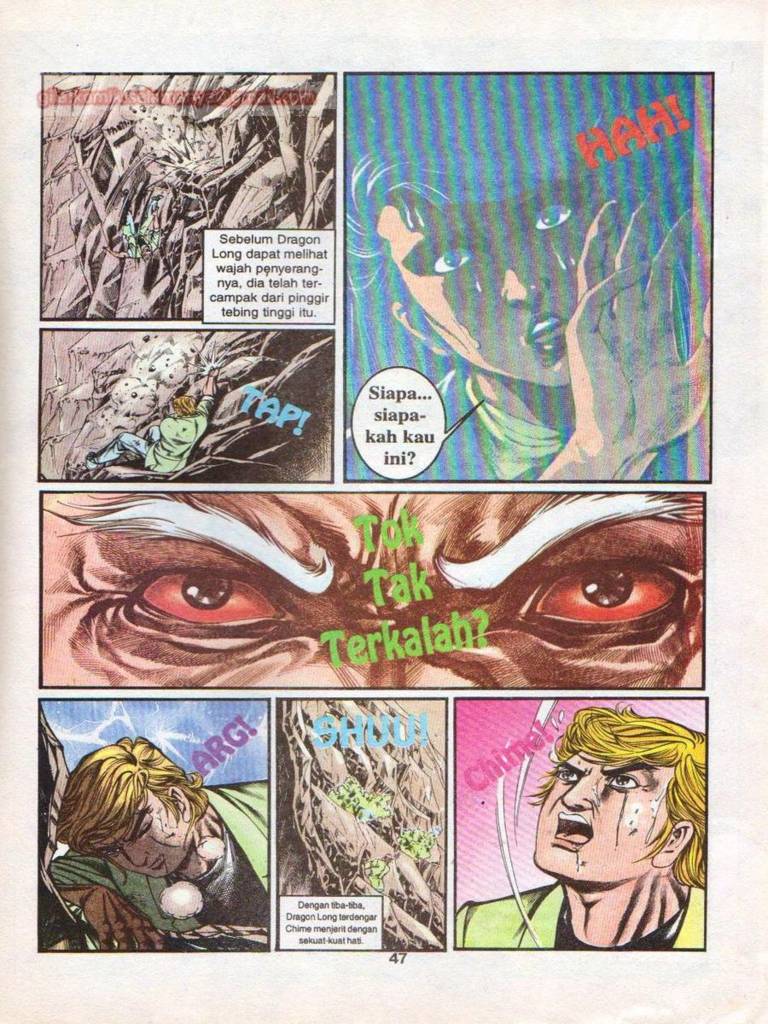 Sebelum Dragon
Long dapat melihat
wajah penyerang-
nya, dia telah ter-
campak dari pinggir
tebing tinggi itu.
HAH!
Siapa...
siapa-
kah kau
ini?
TAP!
Tok
Tak
Terkalah?
ARG!
SHUU!
Dengan tiba-tiba,
Dragon Long terdengar
Chime menjerit dengan
sekuat-kuat hati.
Chime!
47